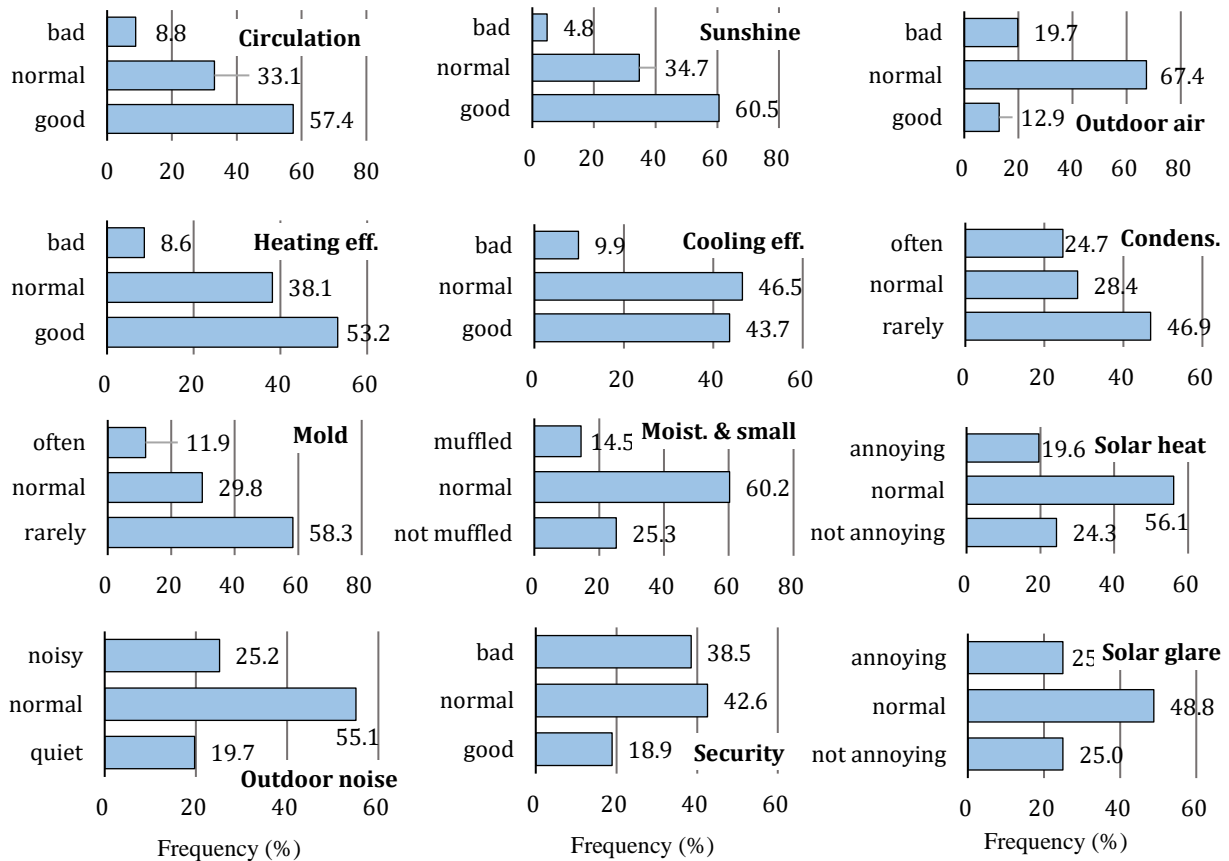 Circulation
bad 8.8
normal 33.1
good 57.4
0 20 40 60 80
Sunshine
bad 4.8
normal 34.7
good 60.5
0 20 40 60 80
Outdoor air
bad 19.7
normal 67.4
good 12.9
0 20 40 60 80
Heating eff.
bad 8.6
normal 38.1
good 53.2
0 20 40 60
Cooling eff.
bad 9.9
normal 46.5
good 43.7
0 20 40 60
Condens.
often 24.7
normal 28.4
rarely 46.9
0 20 40 60
Mold
often 11.9
normal 29.8
rarely 58.3
0 20 40 60 80
Moist. & small
muffled 14.5
normal 60.2
not muffled 25.3
0 20 40 60 80
Solar heat
annoying 19.6
normal 56.1
not annoying 24.3
0 20 40 60
noisy 25.2
normal 55.1
quiet 19.7
Outdoor noise
0 20 40 60
Frequency (%)
bad 38.5
normal 42.6
good 18.9
Security
0 20 40 60
Frequency (%)
Solar glare
annoying 25
normal 48.8
not annoying 25.0
0 20 40 60
Frequency (%)